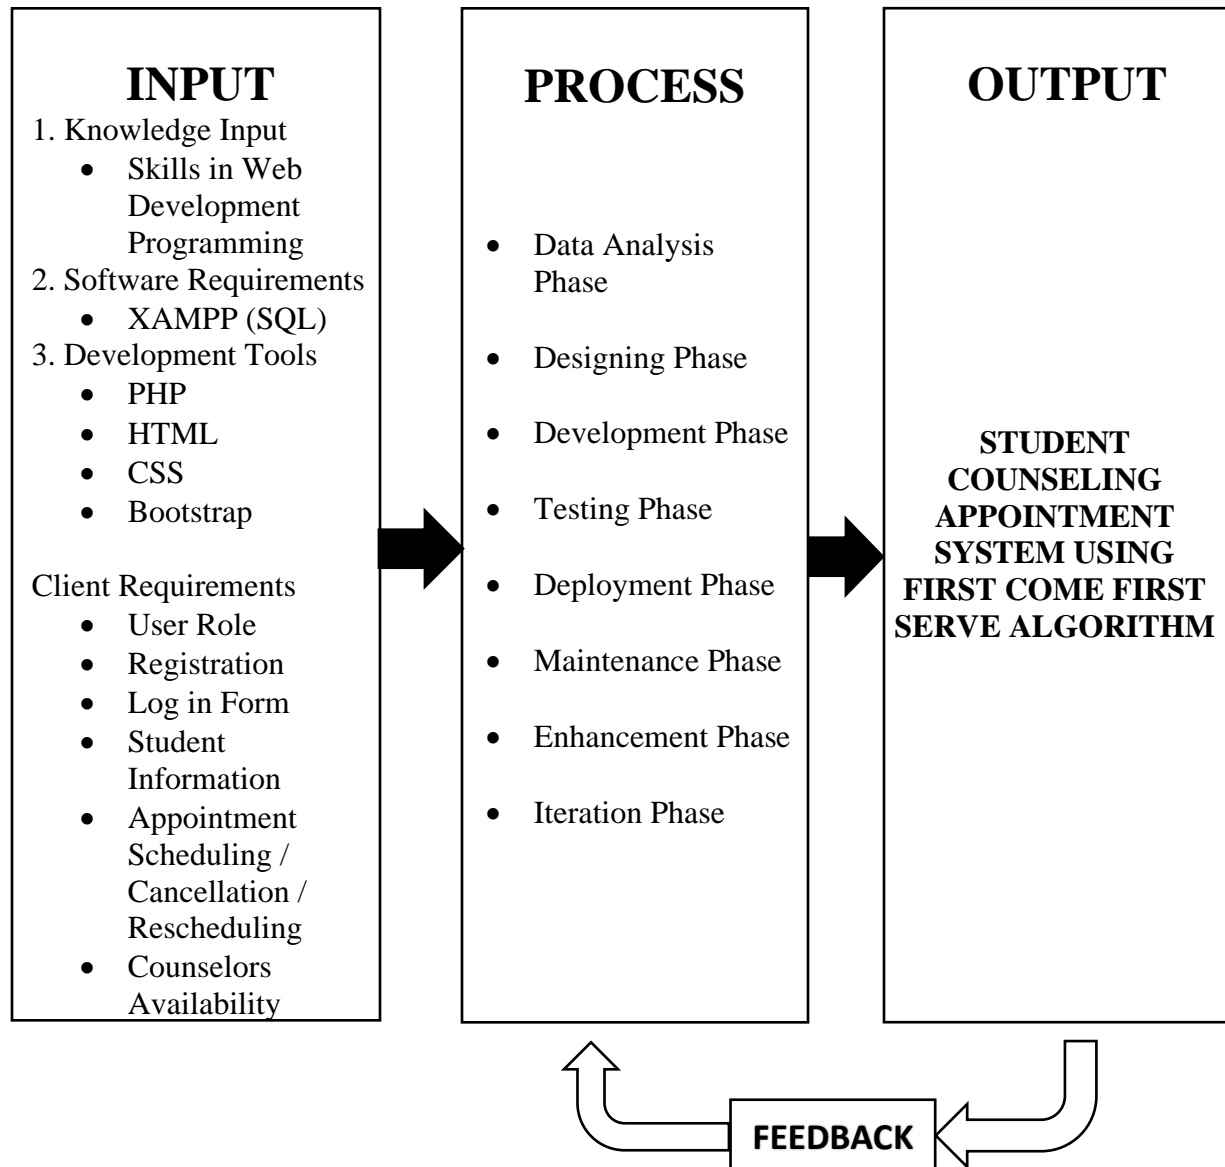 INPUT
1. Knowledge Input
• Skills in Web
Development
Programming
2. Software Requirements
• XAMPP (SQL)
3. Development Tools
• PHP
• HTML
• CSS
• Bootstrap
Client Requirements
• User Role
• Registration
• Log in Form
• Student
Information
• Appointment
Scheduling /
Cancellation /
Rescheduling
• Counselors
Availability
PROCESS
• Data Analysis
Phase
• Designing Phase
• Development Phase
• Testing Phase
• Deployment Phase
• Maintenance Phase
• Enhancement Phase
• Iteration Phase
OUTPUT
STUDENT
COUNSELING
APPOINTMENT
SYSTEM USING
FIRST COME FIRST
SERVE ALGORITHM
FEEDBACK